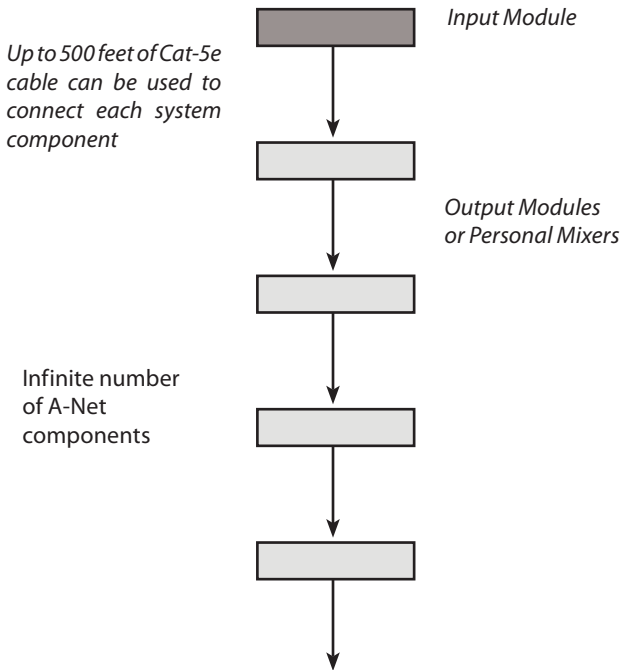 Input Module
Up to 500 feet of Cat-5e
cable can be used to
connect each system
component
Output Modules
or Personal Mixers
Infinite number
of A-Net
components